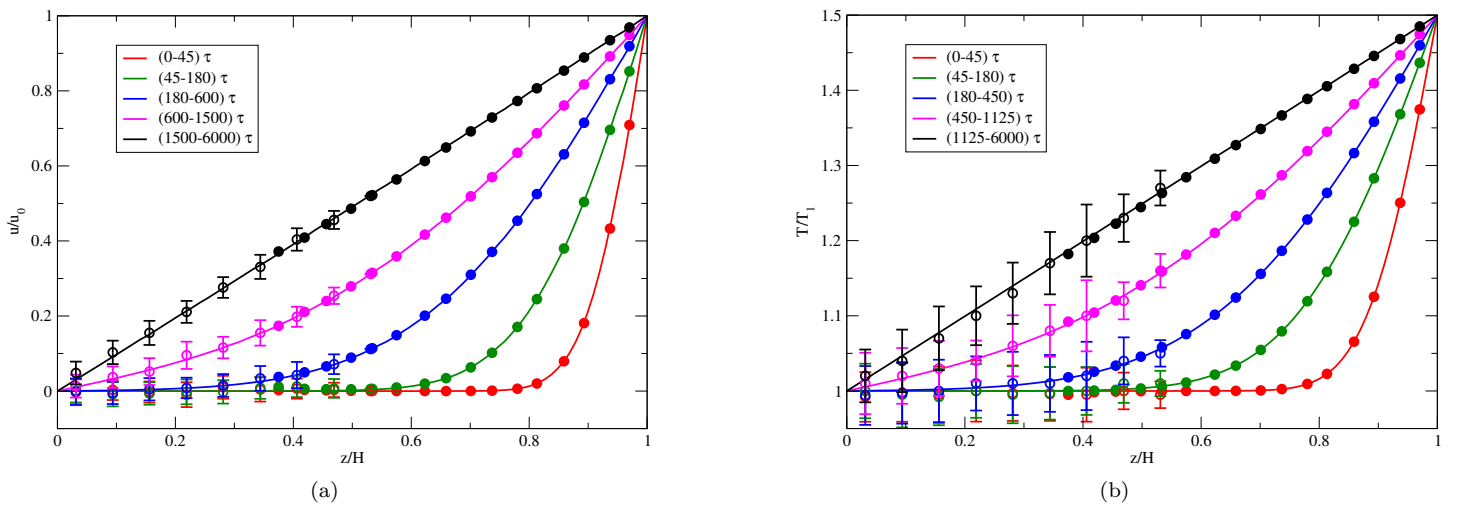 1
0.8
0.6
0.4
0.2
0
u/u0
(0-45) τ
(45-180) τ
(180-600) τ
(600-1500) τ
(1500-6000) τ
0 0.2 0.4 0.6 0.8 1
z/H
(a)
1.5
1.4
1.3
1.2
1.1
1
T/T1
(0-45) τ
(45-180) τ
(180-450) τ
(450-1125) τ
(1125-6000) τ
0 0.2 0.4 0.6 0.8 1
z/H
(b)